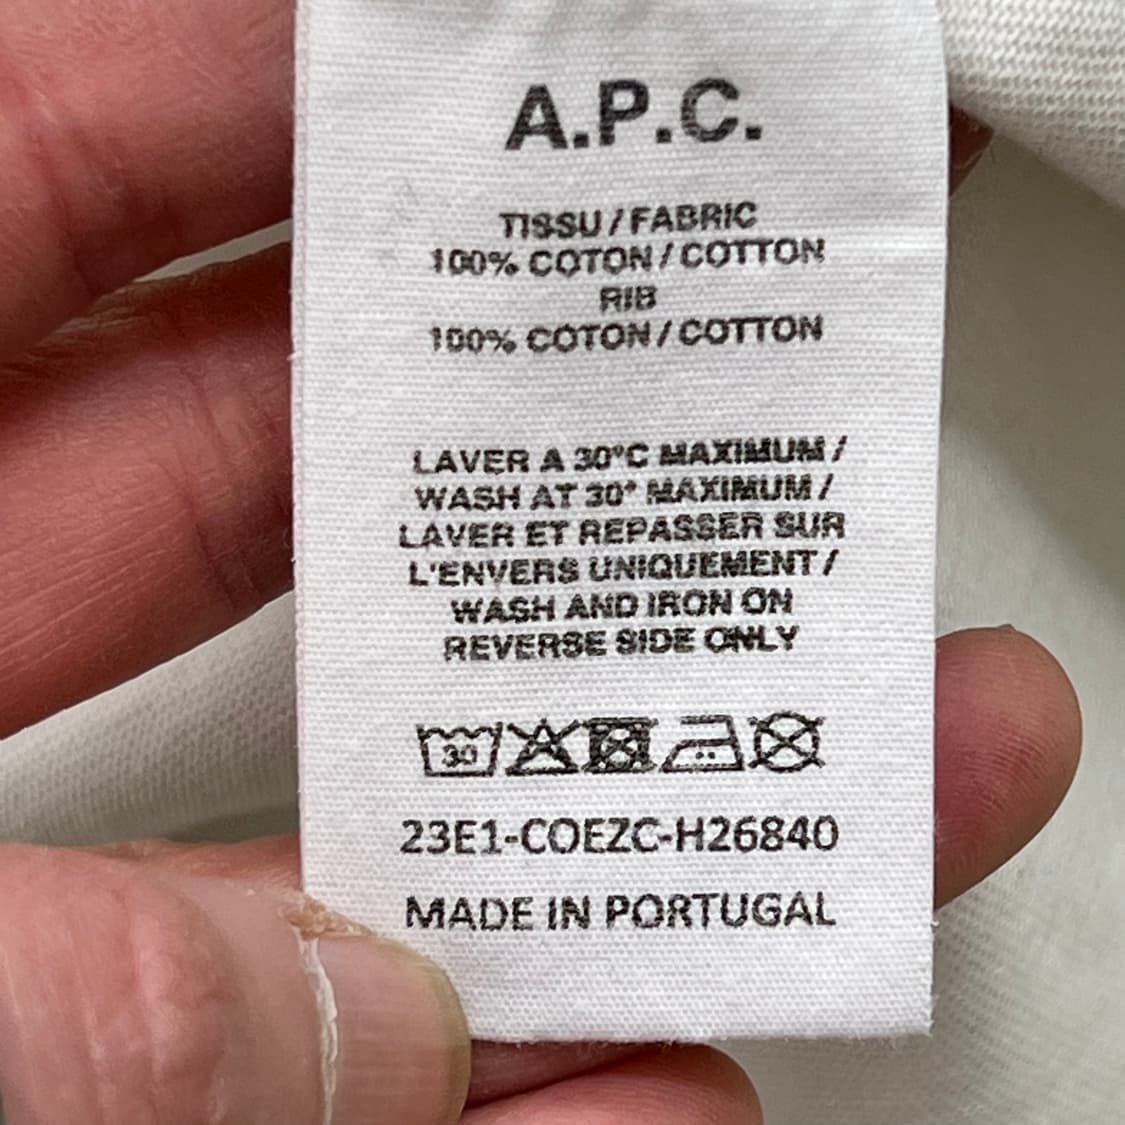 A.P.C.
TISSU / FABRIC
100% COTON / COTTON
RIB
100% COTON / COTTON
LAVER A 30°C MAXIMUM /
WASH AT 30° MAXIMUM /
LAVER ET REPASSER SUR
L'ENVERS UNIQUEMENT /
WASH AND IRON ON
REVERSE SIDE ONLY
30
23E1-COEZC-H26840
MADE IN PORTUGAL